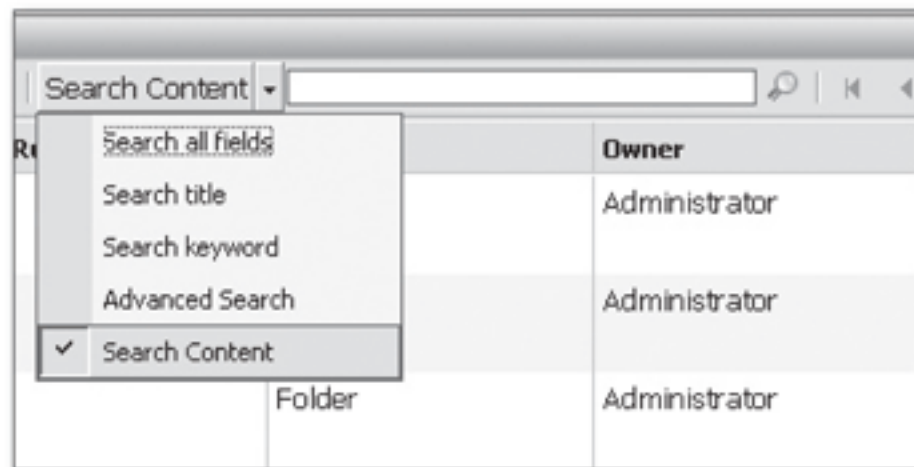 Search Content
Search all fields
Owner
Search title
Administrator
Search keyword
Advanced Search
Administrator
Search Content
Folder
Administrator